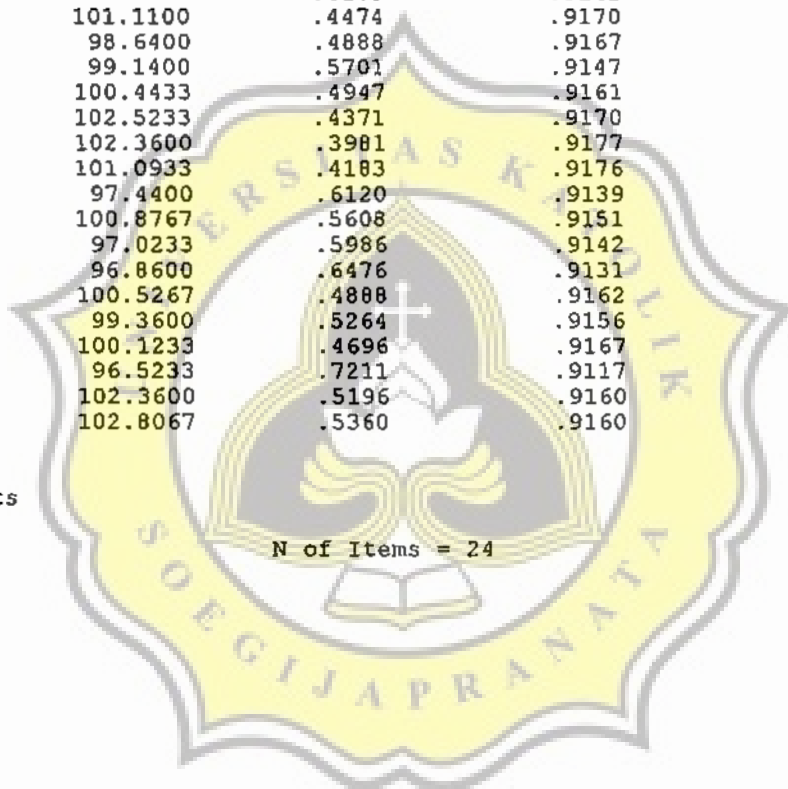 101.1100 .4474 .9170
98.6400 .4888 .9167
99.1400 .5701 .9147
100.4433 .4947 .9161
102.5233 .4371 .9170
102.3600 .3981 .9177
101.0933 .4183 .9176
97.4400 .6120 .9139
100.8767 .5608 .9151
97.0233 .5986 .9142
96.8600 .6476 .9131
100.5267 .4888 .9162
99.3600 .5264 .9156
100.1233 .4696 .9167
96.5233 .7211 .9117
102.3600 .5196 .9160
102.8067 .5360 .9160
ts
N of Items = 24
UNIVERSITAS KATOLIK
SOEGIJAPRANATA